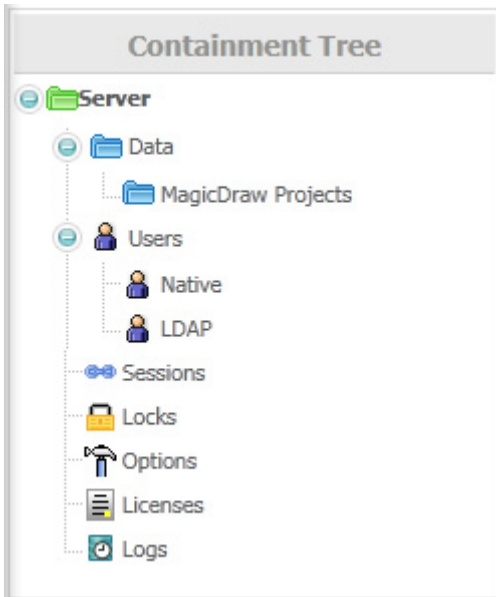 Containment Tree
Server
Data
MagicDraw Projects
Users
Native
LDAP
Sessions
Locks
Options
Licenses
Logs